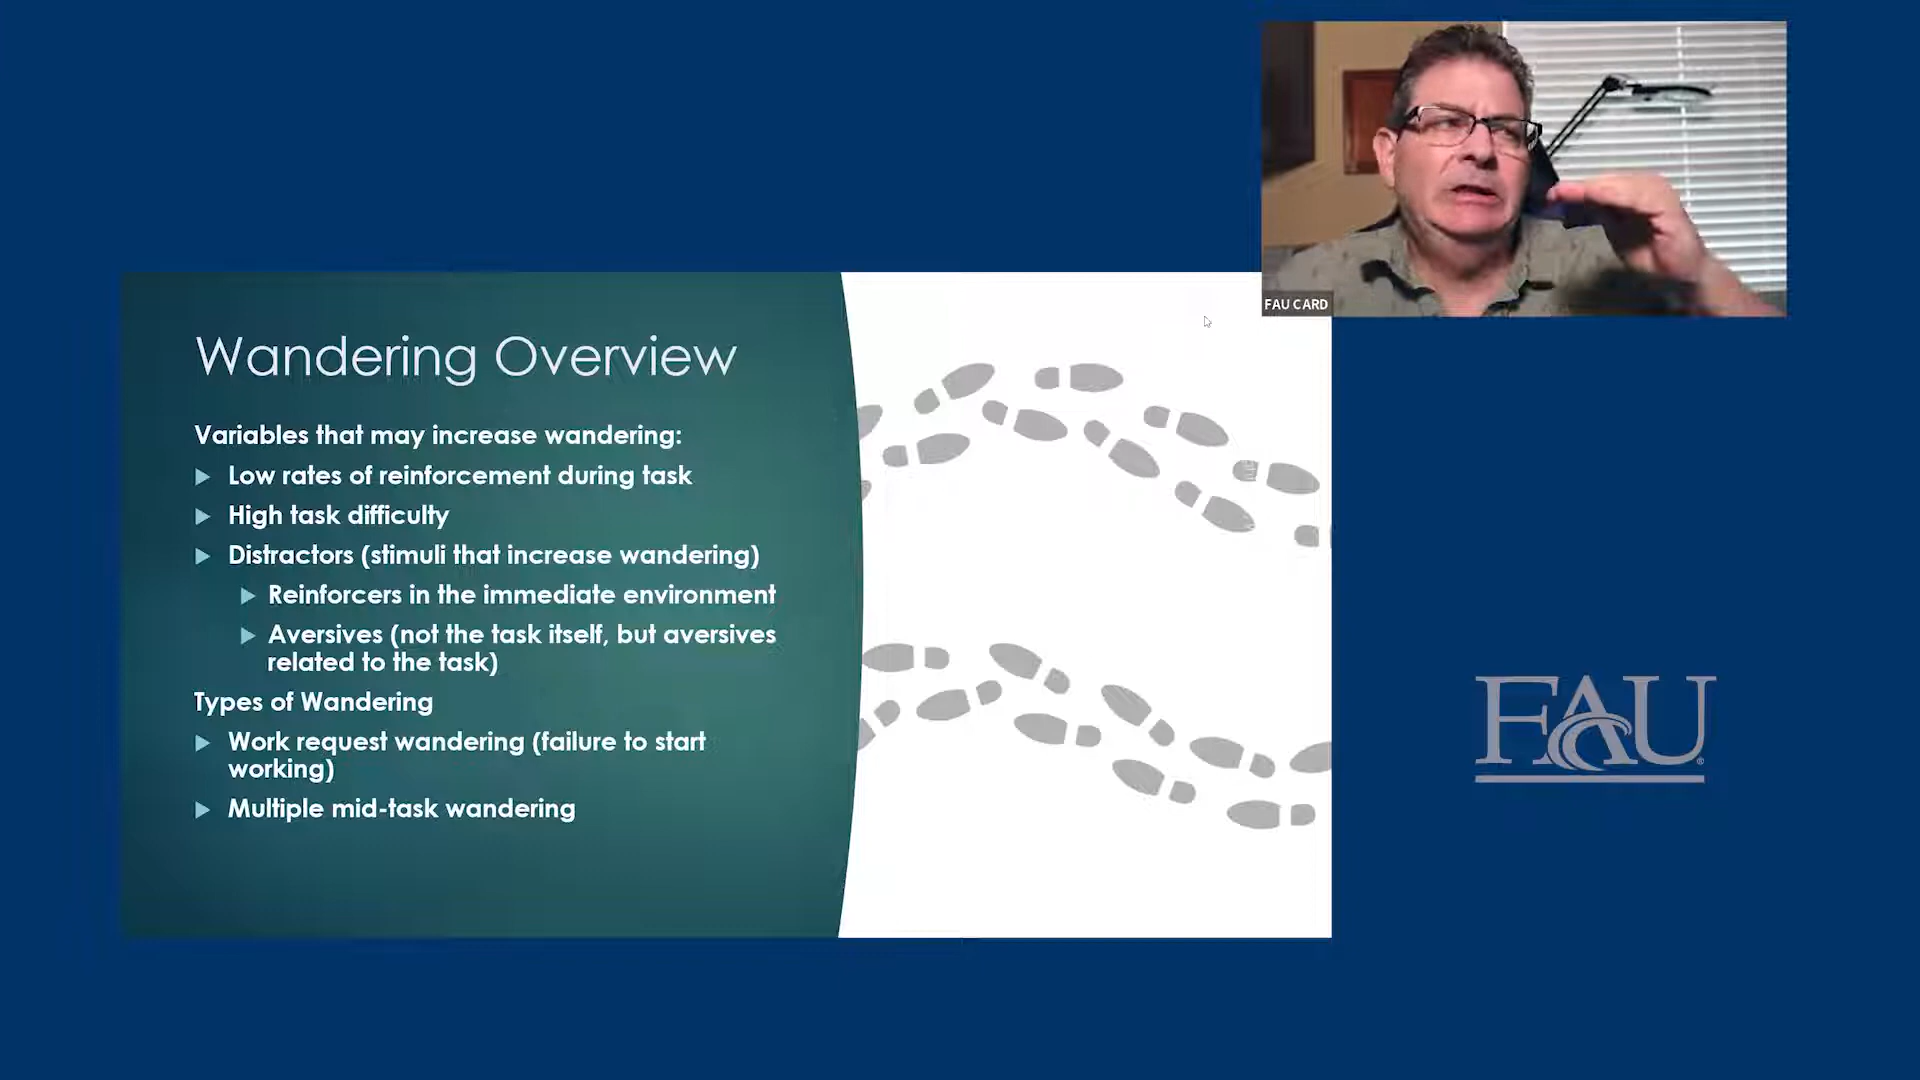 FAU CARD
Wandering Overview
Variables that may increase wandering:
Low rates of reinforcement during task
High task difficulty
Distractors (stimuli that increase wandering)
Reinforcers in the immediate environment
Aversives (not the task itself, but aversives
related to the task)
Types of Wandering
Work request wandering (failure to start
working)
Multiple mid-task wandering
FAU